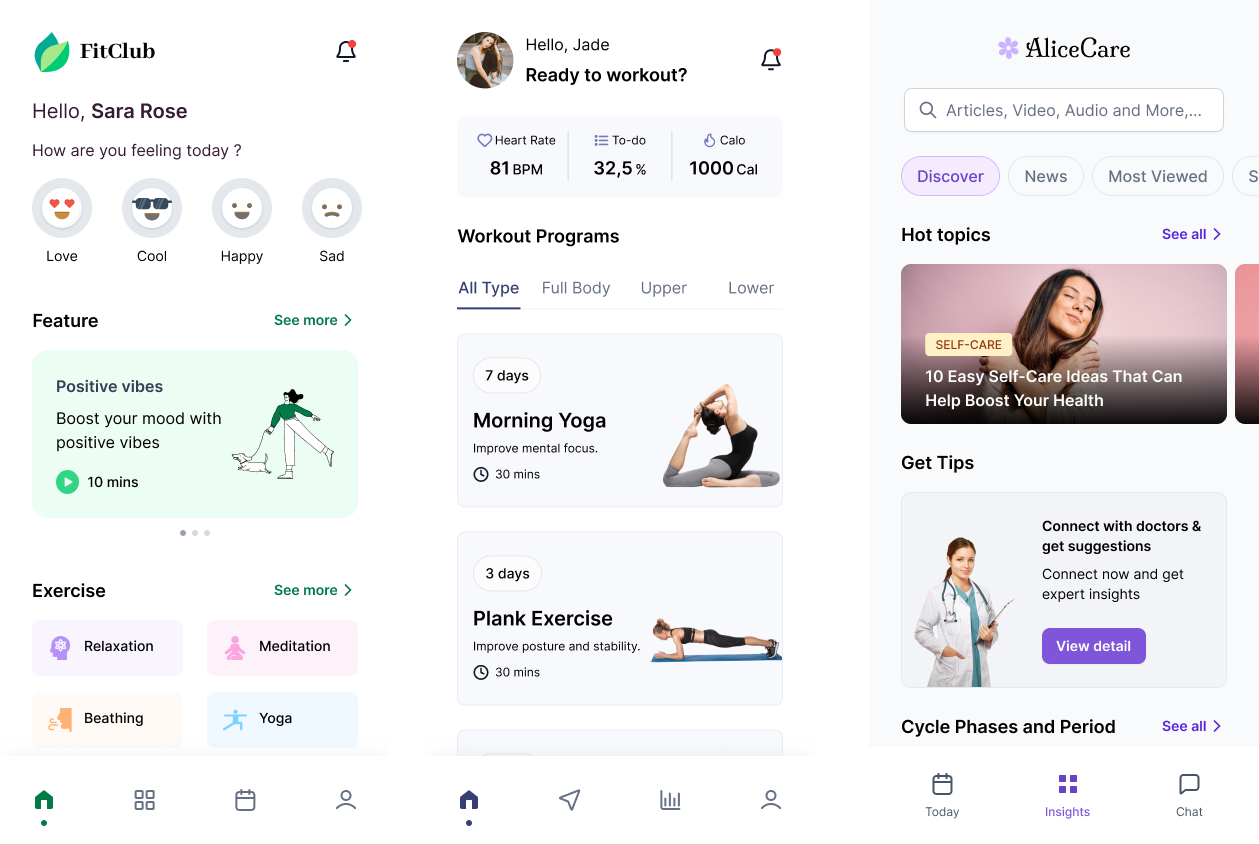 FitClub
Hello, Sara Rose
How are you feeling today ?
Love
Cool
Happy
Sad
Feature
See more
Positive vibes
Boost your mood with
positive vibes
10 mins
Exercise
See more
Relaxation
Meditation
Beathing
Yoga
Hello, Jade
Ready to workout?
Heart Rate
81 BPM
To-do
32,5 %
Calo
1000 Cal
Workout Programs
All Type
Full Body
Upper
Lower
7 days
Morning Yoga
Improve mental focus.
30 mins
3 days
Plank Exercise
Improve posture and stability.
30 mins
AliceCare
Articles, Video, Audio and More,...
Discover
News
Most Viewed
S
Hot topics
See all
SELF-CARE
10 Easy Self-Care Ideas That Can
Help Boost Your Health
Get Tips
Connect with doctors &
get suggestions
Connect now and get
expert insights
View detail
Cycle Phases and Period
See all
Today
Insights
Chat